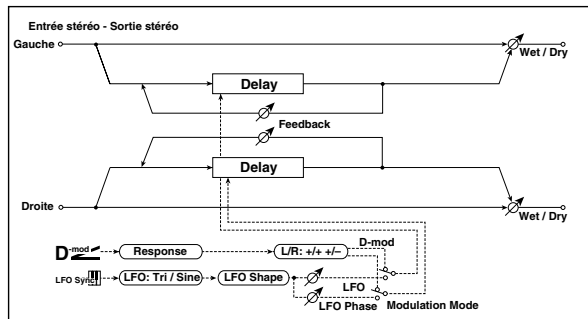 Entrée stéréo - Sortie stéréo
Gauche
Wet / Dry
Delay
Feedback
Delay
Droite
Wet / Dry
D-mod
D-mod
Response
L/R: +/+ +/–
LFO Sync
LFO: Tri / Sine
LFO Shape
LFO
LFO Phase
Modulation Mode